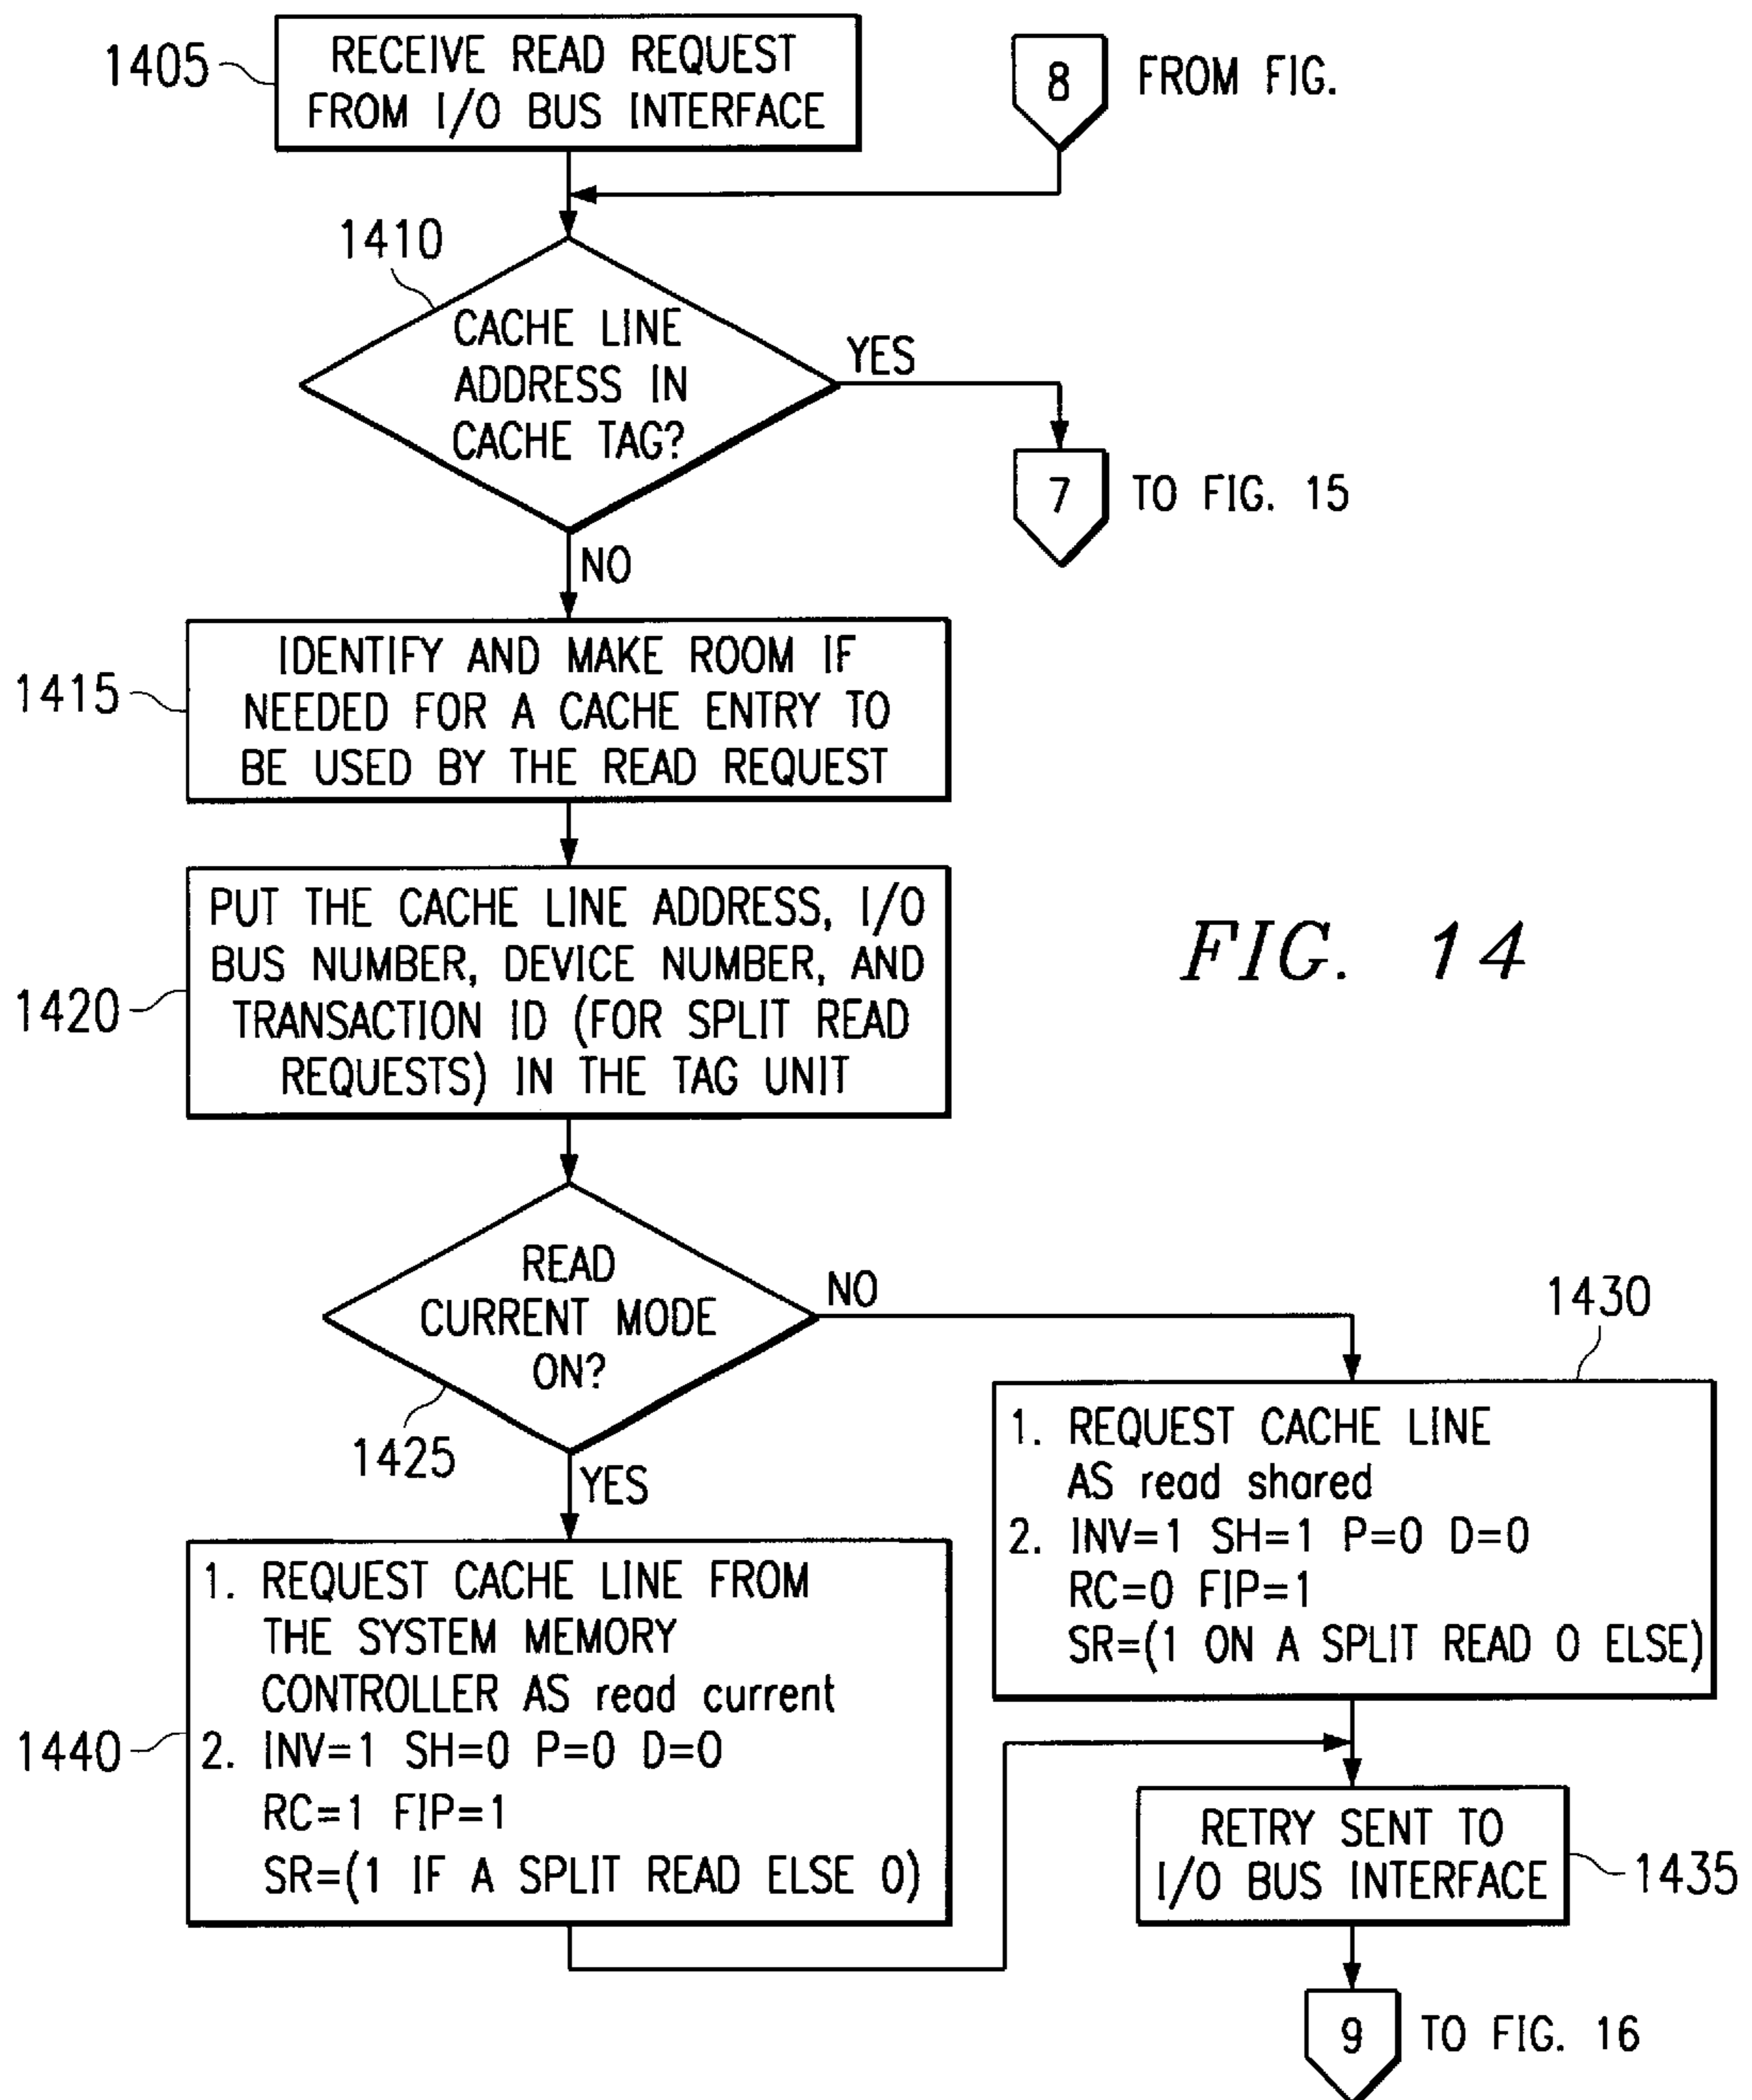 1405
RECEIVE READ REQUEST
FROM I/O BUS INTERFACE
8
FROM FIG.
1410
CACHE LINE
ADDRESS IN
CACHE TAG?
YES
7
TO FIG. 15
NO
1415
IDENTIFY AND MAKE ROOM IF
NEEDED FOR A CACHE ENTRY TO
BE USED BY THE READ REQUEST
1420
PUT THE CACHE LINE ADDRESS, I/O
BUS NUMBER, DEVICE NUMBER, AND
TRANSACTION ID (FOR SPLIT READ
REQUESTS) IN THE TAG UNIT
FIG. 14
READ
CURRENT MODE
ON?
NO
1425
YES
1430
1. REQUEST CACHE LINE
AS read shared
2. INV=1 SH=1 P=0 D=0
RC=0 FIP=1
SR=(1 ON A SPLIT READ 0 ELSE)
1440
1. REQUEST CACHE LINE FROM
THE SYSTEM MEMORY
CONTROLLER AS read current
2. INV=1 SH=0 P=0 D=0
RC=1 FIP=1
SR=(1 IF A SPLIT READ ELSE 0)
RETRY SENT TO
I/O BUS INTERFACE
1435
9
TO FIG. 16